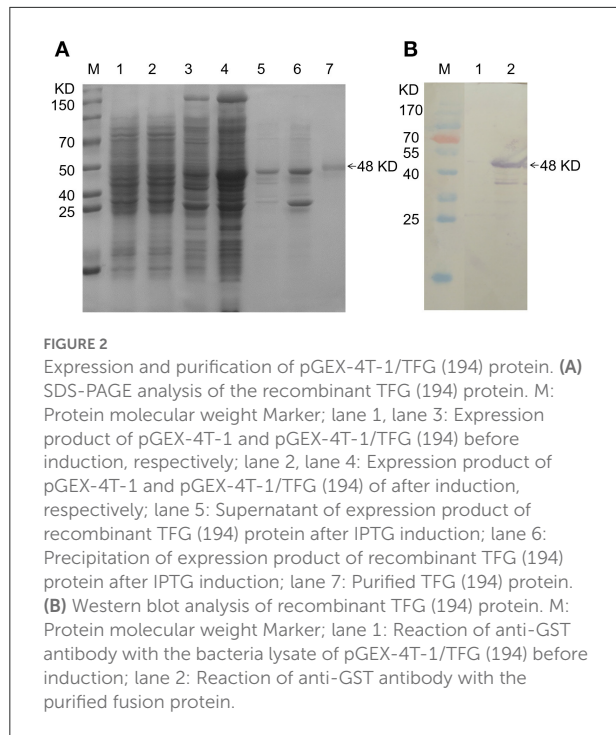 A
B
M 1 2 3 4 5 6 7
KD
150
70
50
40
25
←48 KD
M 1 2
KD
170
70
55
40
25
←48 KD
FIGURE 2
Expression and purification of pGEX-4T-1/TFG (194) protein. (A)
SDS-PAGE analysis of the recombinant TFG (194) protein. M:
Protein molecular weight Marker; lane 1, lane 3: Expression
product of pGEX-4T-1 and pGEX-4T-1/TFG (194) before
induction, respectively; lane 2, lane 4: Expression product of
pGEX-4T-1 and pGEX-4T-1/TFG (194) of after induction,
respectively; lane 5: Supernatant of expression product of
recombinant TFG (194) protein after IPTG induction; lane 6:
Precipitation of expression product of recombinant TFG (194)
protein after IPTG induction; lane 7: Purified TFG (194) protein.
(B) Western blot analysis of recombinant TFG (194) protein. M:
Protein molecular weight Marker; lane 1: Reaction of anti-GST
antibody with the bacteria lysate of pGEX-4T-1/TFG (194) before
induction; lane 2: Reaction of anti-GST antibody with the
purified fusion protein.